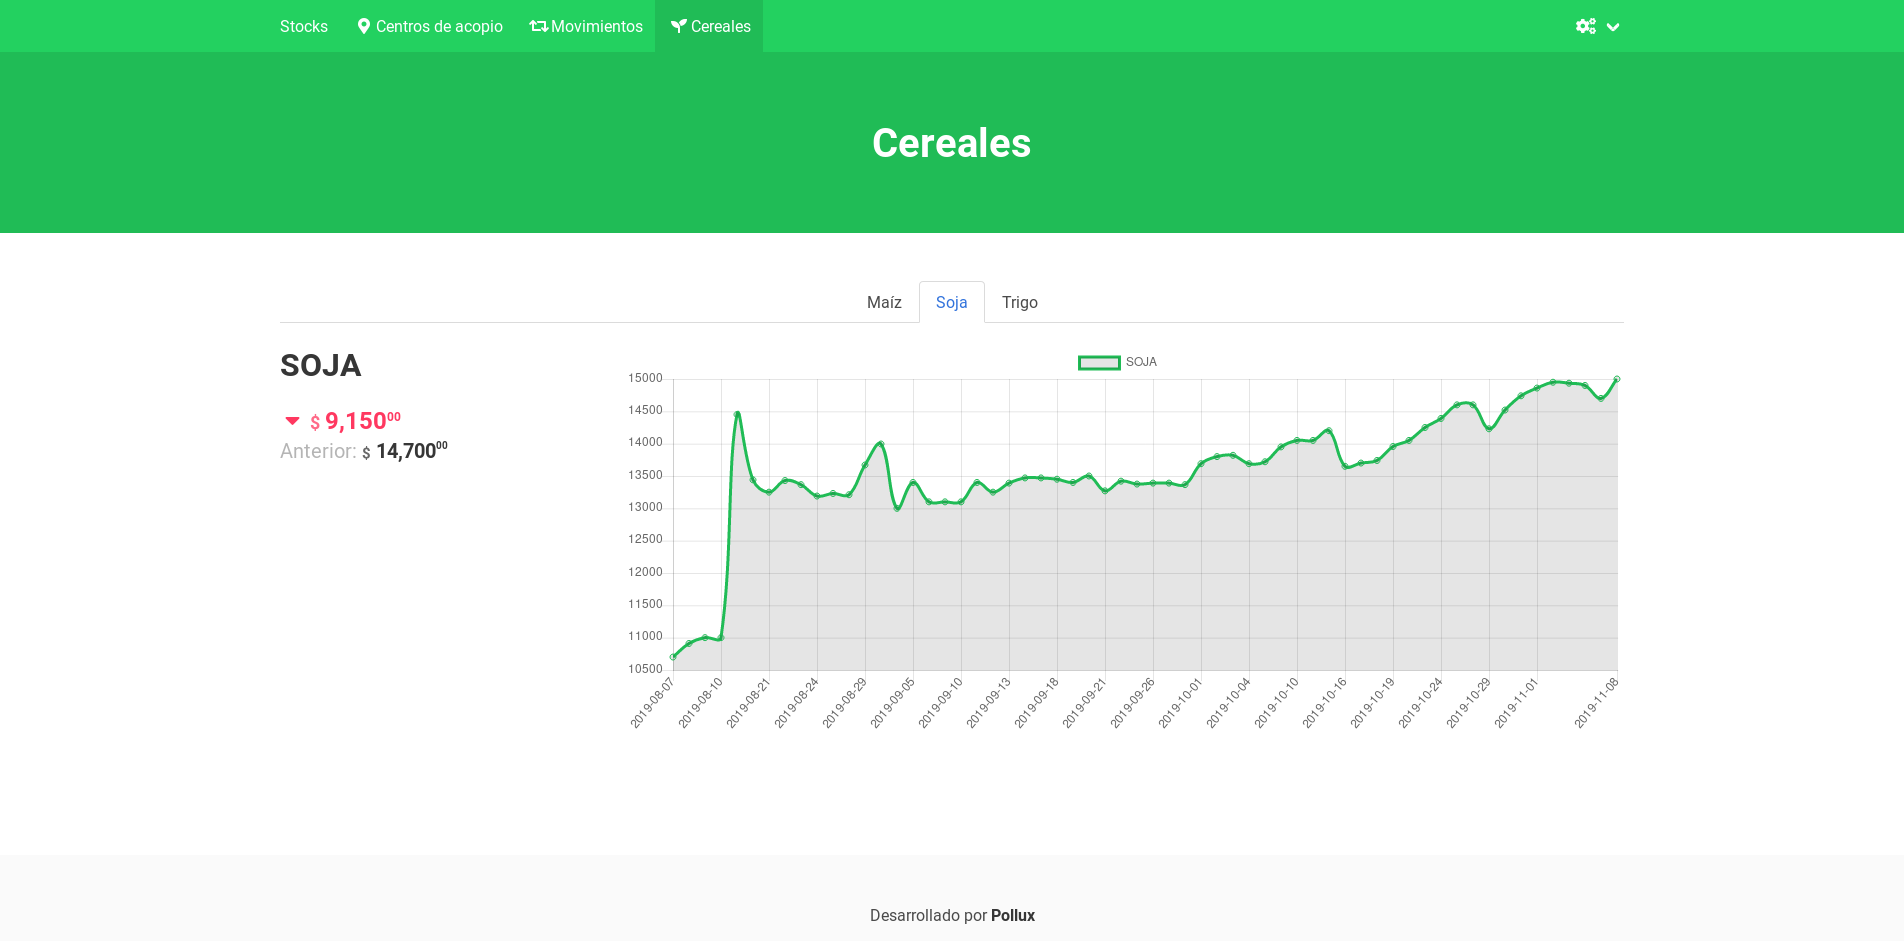 Stocks Centros de acopio Movimientos Cereales
Cereales
Maíz Soja Trigo
SOJA
$ 9,15000
Anterior: $ 14,70000
SOJA
15000
14500
14000
13500
13000
12500
12000
11500
11000
10500
2019-08-07 2019-08-10 2019-08-21 2019-08-24 2019-08-29 2019-09-05 2019-09-10 2019-09-13 2019-09-18 2019-09-21 2019-09-26 2019-10-01 2019-10-04 2019-10-10 2019-10-16 2019-10-19 2019-10-24 2019-10-29 2019-11-01 2019-11-08
Desarrollado por Pollux